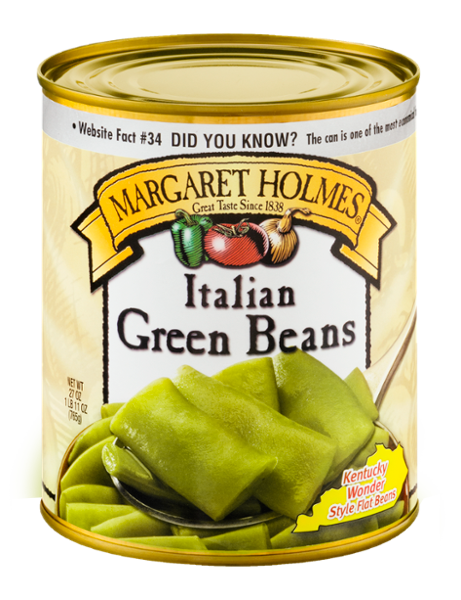 • Website Fact #34 DID YOU KNOW? The can is one of the most
MARGARET HOLMES®
Great Taste Since 1838
Italian
Green Beans
NET WT
27 OZ
1 LB 11 OZ
(765g)
Kentucky
Wonder
Style Flat Beans